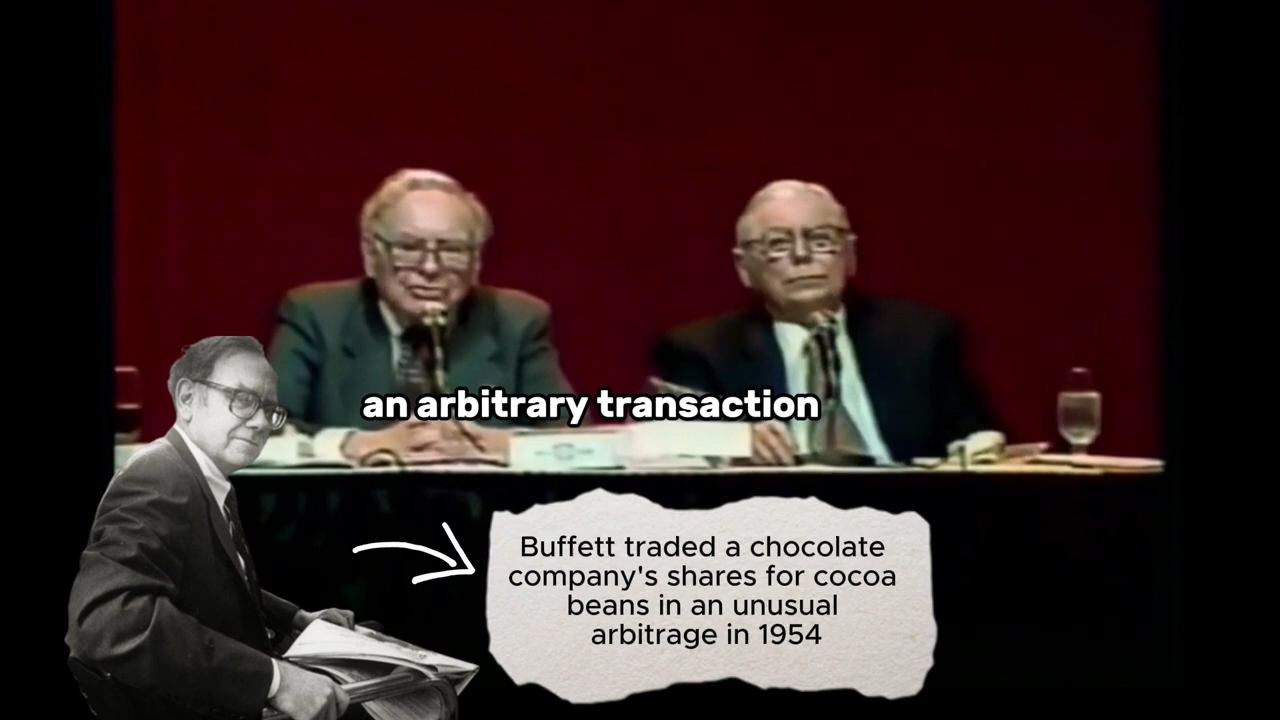 an arbitrary transaction
Buffett traded a chocolate
company's shares for cocoa
beans in an unusual
arbitrage in 1954